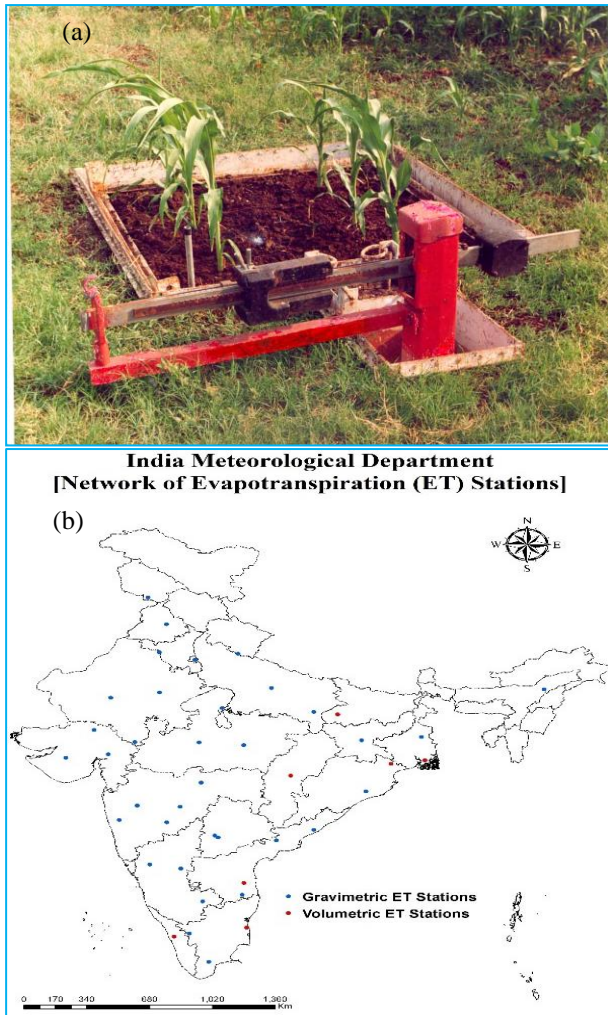 (a)
India Meteorological Department
[Network of Evapotranspiration (ET) Stations]
(b)
N
W E
S
Gravimetric ET Stations
Volumetric ET Stations
0 170 340 680 1,020 1,360
Km